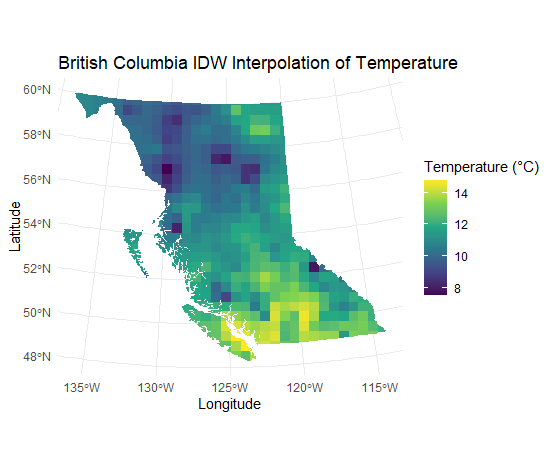 British Columbia IDW Interpolation of Temperature
60°N
58°N
56°N
54°N
52°N
50°N
48°N
Latitude
135°W
130°W
125°W
120°W
115°W
Longitude
Temperature (°C)
14
12
10
8